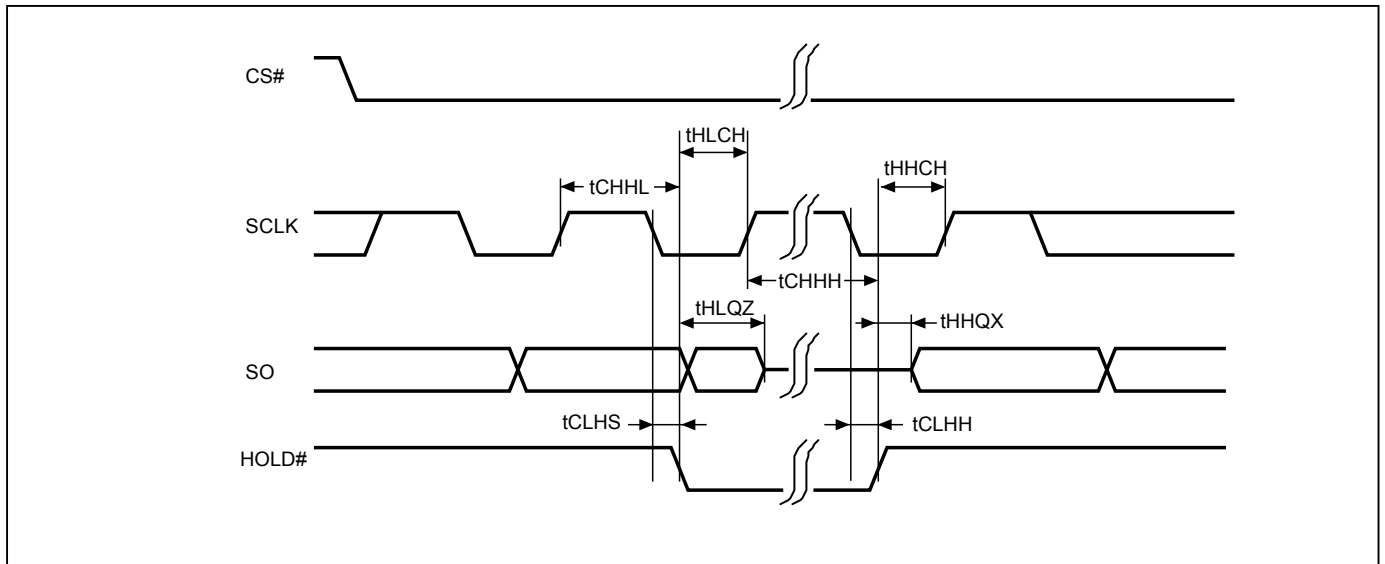 CS#
tHLCH
tHHCH
tCHHL
SCLK
tCHHH
tHLQZ
tHHQX
SO
tCLHS
tCLHH
HOLD#